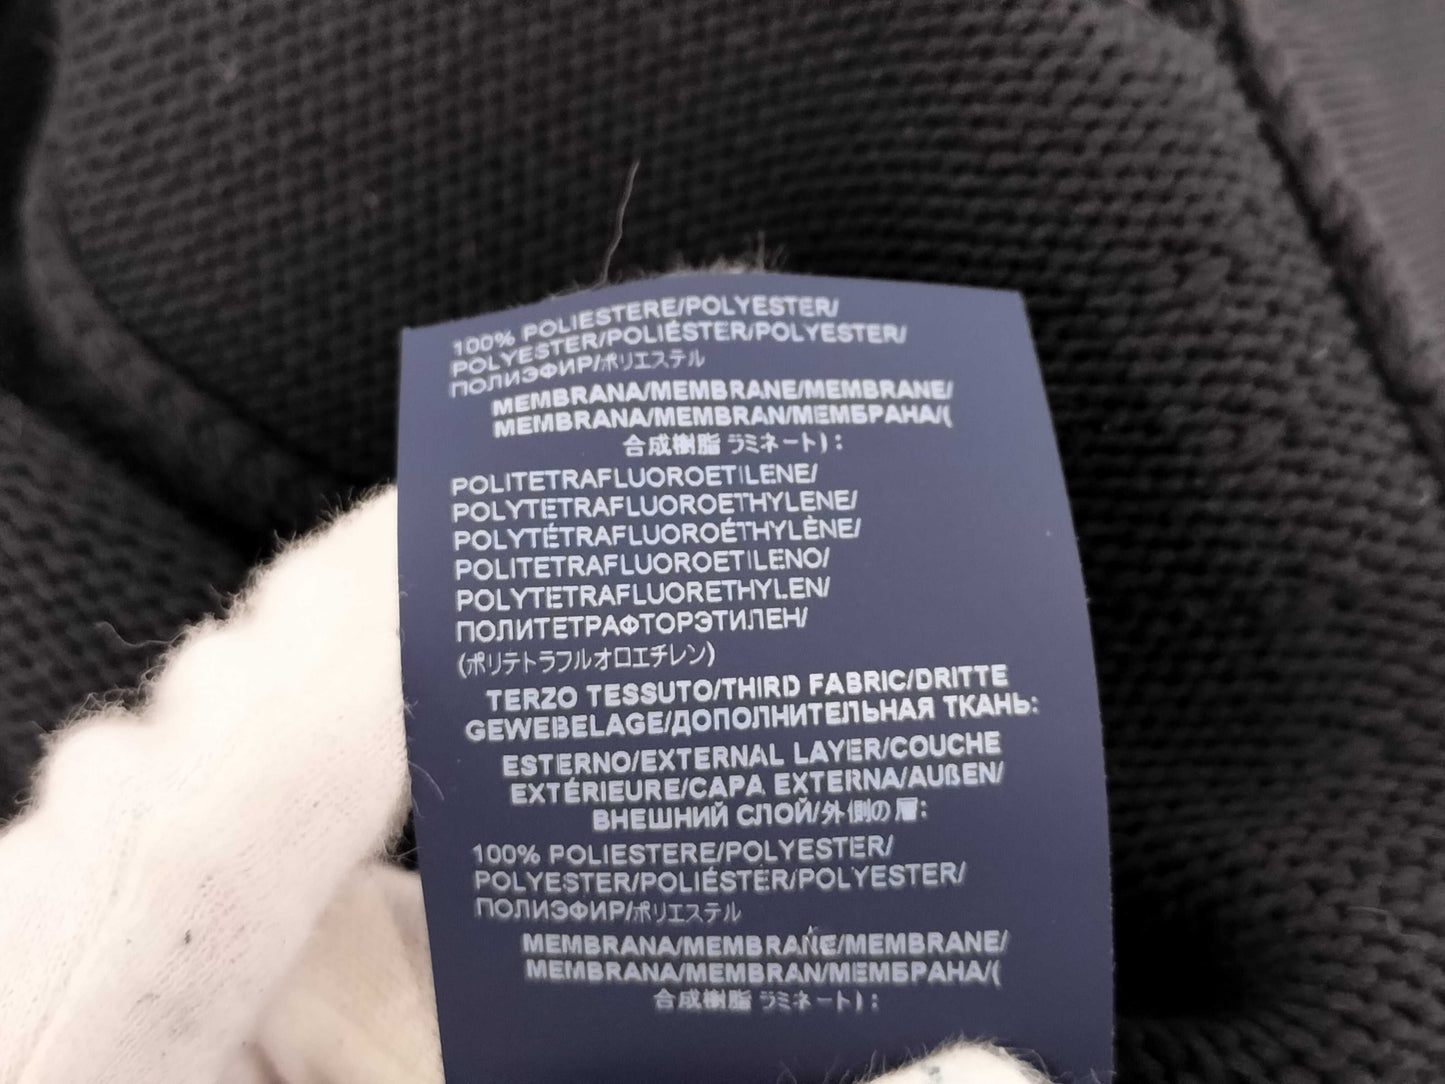 100% POLIESTERE/POLYESTER/
POLYESTER/POLIÉSTER/POLYESTER/
ПОЛИЭФИР/ポリエステル
MEMBRANA/MEMBRANE/MEMBRANE/
MEMBRANA/MEMBRAN/МЕМБРАНА/(
合成樹脂 ラミネート) :
POLITETRAFLUOROETILENE/
POLYTETRAFLUOROETHYLENE/
POLYTÉTRAFLUOROÉTHYLÈNE/
POLITETRAFLUOROETILENO/
POLYTETRAFLUORETHYLEN/
ПОЛИТЕТРАФТОРЭТИЛЕН/
(ポリテトラフルオロエチレン)
TERZO TESSUTO/THIRD FABRIC/DRITTE
GEWEBELAGE/ДОПОЛНИТЕЛЬНАЯ ТКАНЬ:
ESTERNO/EXTERNAL LAYER/COUCHE
EXTÉRIEURE/CAPA EXTERNA/AUßEN/
ВНЕШНИЙ СЛОЙ/外側の層:
100% POLIESTERE/POLYESTER/
POLYESTER/POLIÉSTER/POLYESTER/
ПОЛИЭФИР/ポリエステル
MEMBRANA/MEMBRANE/MEMBRANE/
MEMBRANA/MEMBRAN/МЕМБРАНА/(
合成樹脂 ラミネート) :